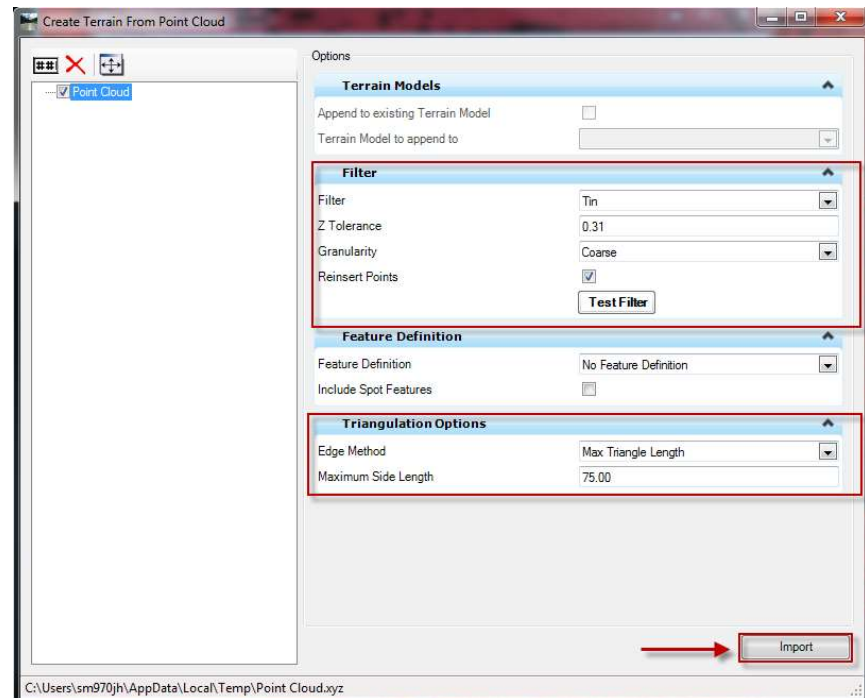 Create Terrain From Point Cloud
##
Point Cloud
Options
Terrain Models
Append to existing Terrain Model
Terrain Model to append to
Filter
Filter Tin
Z Tolerance 0.31
Granularity Coarse
Reinsert Points
Test Filter
Feature Definition
Feature Definition No Feature Definition
Include Spot Features
Triangulation Options
Edge Method Max Triangle Length
Maximum Side Length 75.00
Import
C:\Users\sm970jh\AppData\Local\Temp\Point Cloud.xyz